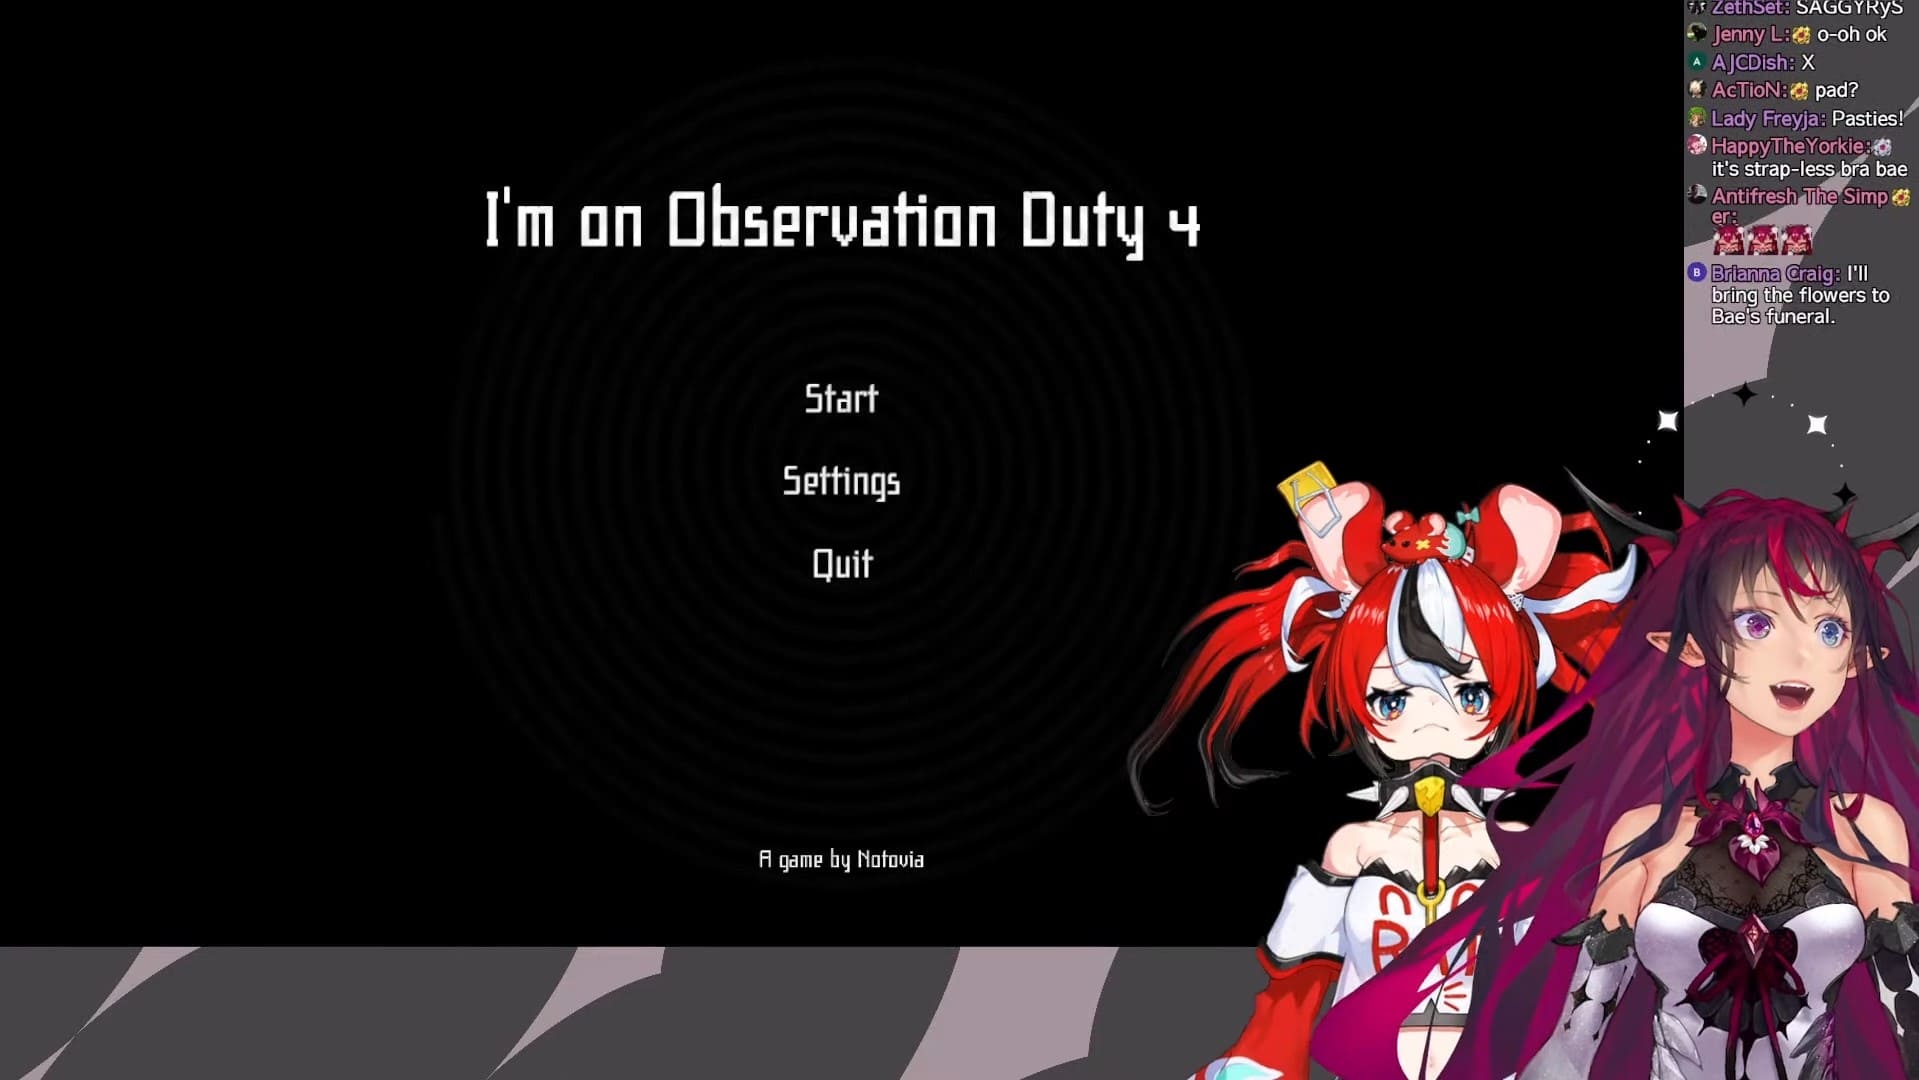 I'm on Observation Duty 4
Start
Settings
Quit
A game by Notovia
ZethSet: SAGGYRyS
Jenny L: o-oh ok
A AJCDish: X
AcTioN: pad?
Lady Freyja: Pasties!
HappyTheYorkie:
it's strap-less bra bae
Antifresh The Simp
er:
B Brianna Craig: I'll
bring the flowers to
Bae's funeral.